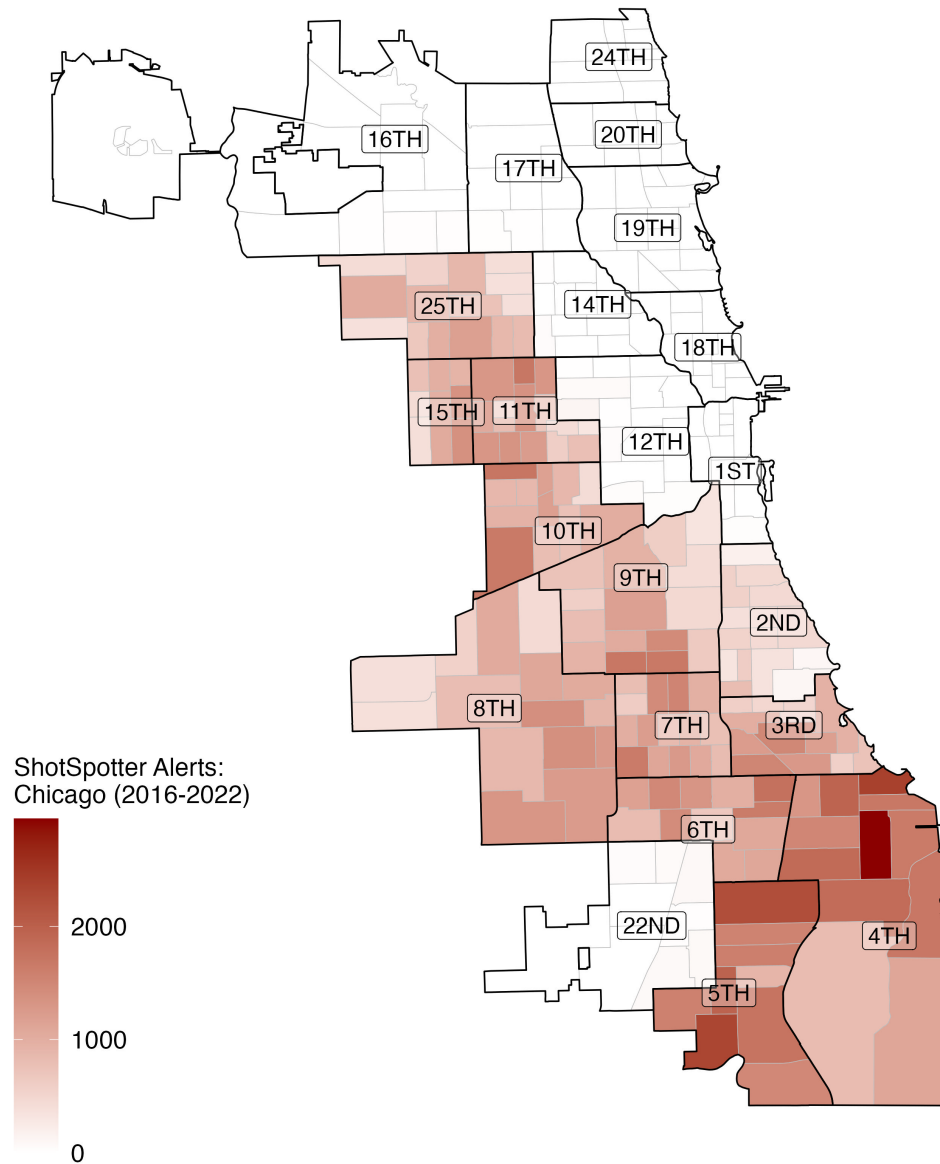 24TH
20TH
16TH
17TH
19TH
25TH
14TH
18TH
15TH
11TH
12TH
1ST
10TH
9TH
2ND
8TH
7TH
3RD
ShotSpotter Alerts:
Chicago (2016-2022)
6TH
2000
22ND
4TH
5TH
1000
0